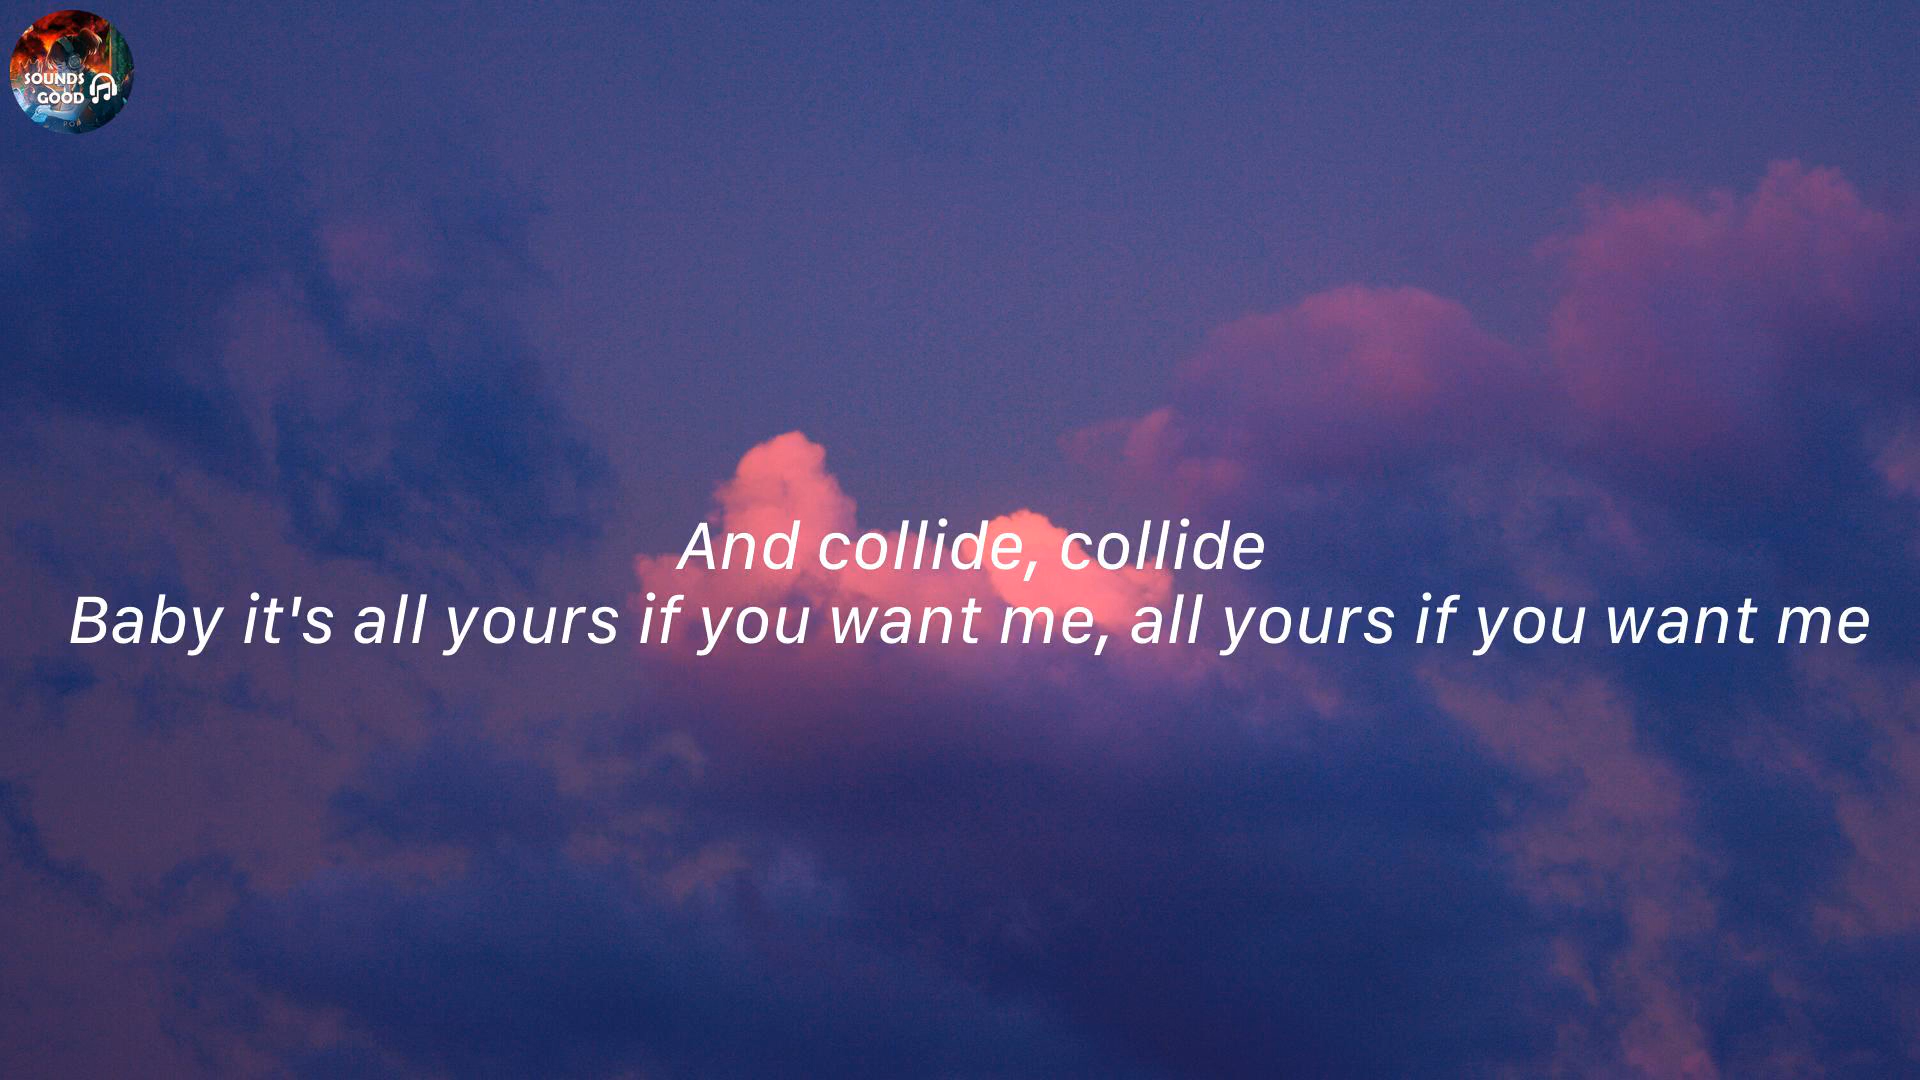 SOUNDS
GOOD
POP
And collide, collide
Baby it's all yours if you want me, all yours if you want me